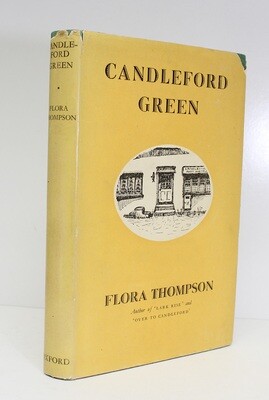 CANDLE-
FORD
GREEN
FLORA
THOMPSON
OXFORD
CANDLEFORD
GREEN
FLORA THOMPSON
Author of "LARK RISE" and
"OVER TO CANDLEFORD"